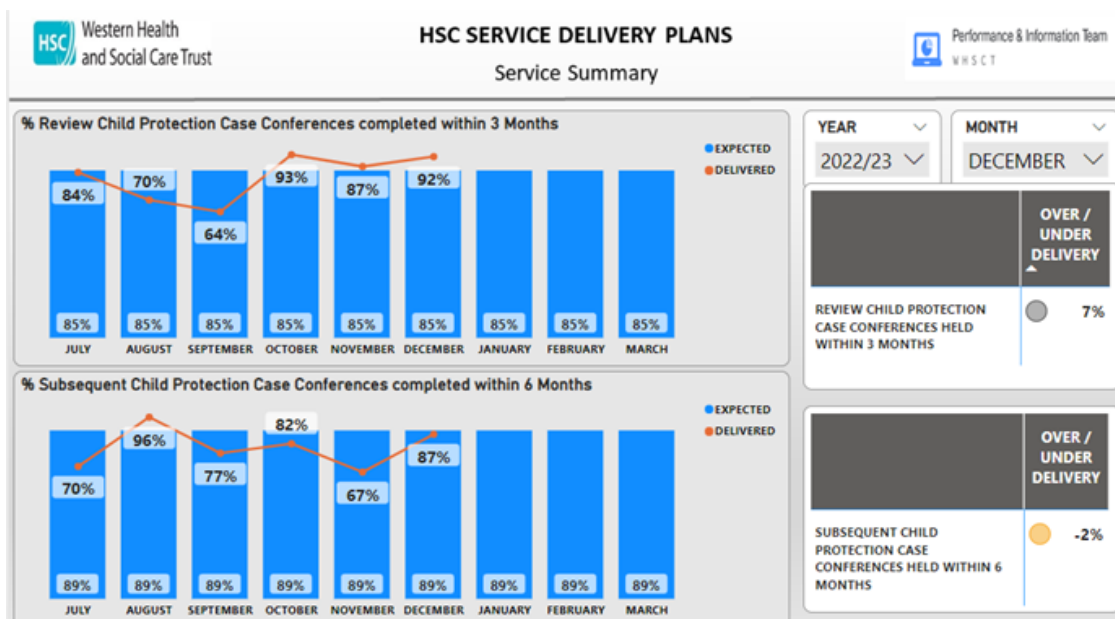 HSC
Western Health
and Social Care Trust
HSC SERVICE DELIVERY PLANS
Service Summary
Performance & Information Team
WHSCT
% Review Child Protection Case Conferences completed within 3 Months
EXPECTED
DELIVERED
84%
70%
64%
93%
87%
92%
85% 85% 85% 85% 85% 85% 85% 85% 85%
JULY AUGUST SEPTEMBER OCTOBER NOVEMBER DECEMBER JANUARY FEBRUARY MARCH
YEAR
2022/23
MONTH
DECEMBER
OVER /
UNDER
DELIVERY
REVIEW CHILD PROTECTION
CASE CONFERENCES HELD
WITHIN 3 MONTHS
7%
% Subsequent Child Protection Case Conferences completed within 6 Months
EXPECTED
DELIVERED
70%
96%
77%
82%
67%
87%
89% 89% 89% 89% 89% 89% 89% 89% 89%
JULY AUGUST SEPTEMBER OCTOBER NOVEMBER DECEMBER JANUARY FEBRUARY MARCH
OVER /
UNDER
DELIVERY
SUBSEQUENT CHILD
PROTECTION CASE
CONFERENCES HELD WITHIN 6
MONTHS
-2%